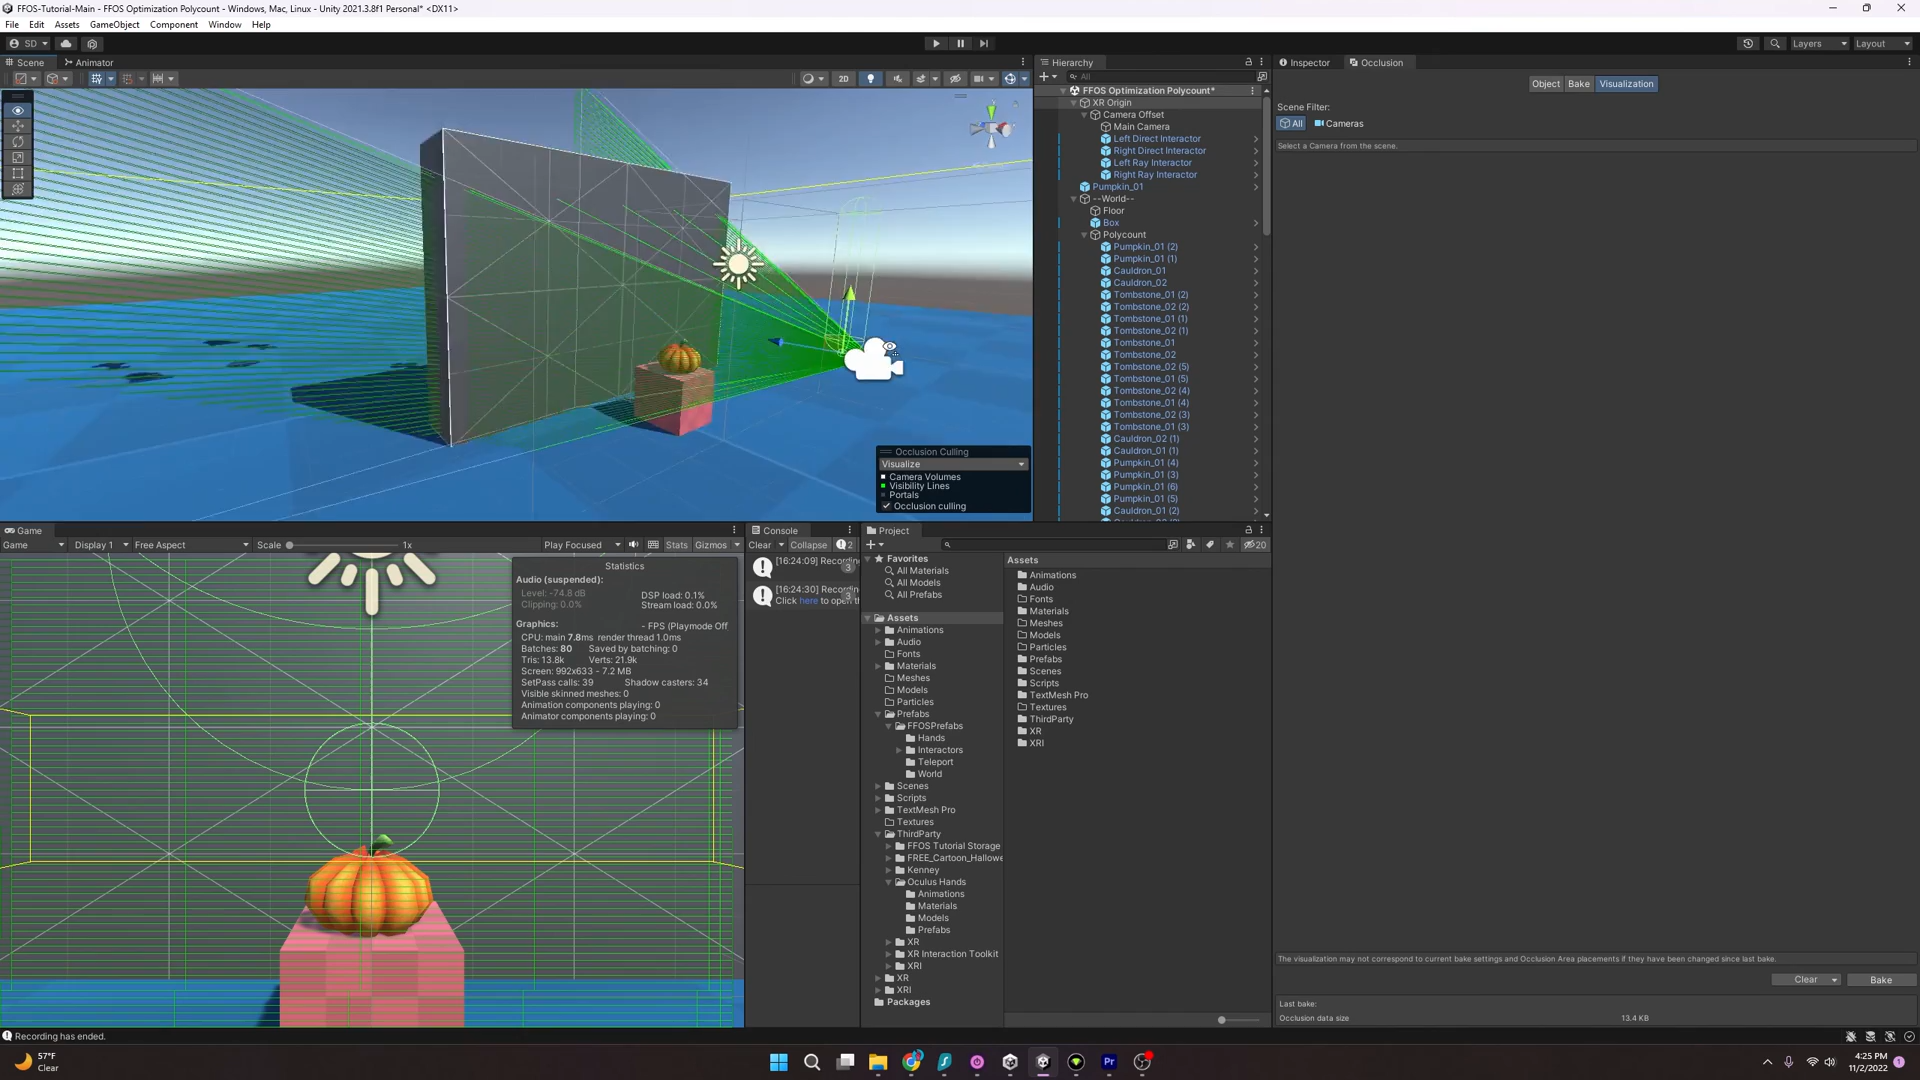 FFOS-Tutorial-Main - FFOS Optimization Polycount - Windows, Mac, Linux - Unity 2021.3.8f1 Personal* <DX11>
File Edit Assets GameObject Component Window Help
SD
Layers Layout
Scene Animator
2D
Hierarchy
All
FFOS Optimization Polycount*
XR Origin
Camera Offset
Main Camera
Left Direct Interactor
Right Direct Interactor
Left Ray Interactor
Right Ray Interactor
Pumpkin_01
--World--
Floor
Box
Polycount
Pumpkin_01 (2)
Pumpkin_01 (1)
Cauldron_01
Cauldron_02
Tombstone_01 (2)
Tombstone_02 (2)
Tombstone_01 (1)
Tombstone_02 (1)
Tombstone_01
Tombstone_02
Tombstone_02 (5)
Tombstone_01 (5)
Tombstone_02 (4)
Tombstone_01 (4)
Tombstone_02 (3)
Tombstone_01 (3)
Cauldron_02 (1)
Cauldron_01 (1)
Pumpkin_01 (4)
Pumpkin_01 (3)
Pumpkin_01 (6)
Pumpkin_01 (5)
Cauldron_01 (2)
Inspector Occlusion
Object Bake Visualization
Scene Filter:
All Cameras
Select a Camera from the scene.
The visualization may not correspond to current bake settings and Occlusion Area placements if they have been changed since last bake.
Clear Bake
Last bake:
Occlusion data size 13.4 KB
Occlusion Culling
Visualize
Camera Volumes
Visibility Lines
Portals
Occlusion culling
Game
Game Display 1 Free Aspect Scale 1x Play Focused Stats Gizmos
Statistics
Audio (suspended):
Level: -74.8 dB DSP load: 0.1%
Clipping: 0.0% Stream load: 0.0%
Graphics: - FPS (Playmode Off
CPU: main 7.8ms render thread 1.0ms
Batches: 80 Saved by batching: 0
Tris: 13.8k Verts: 21.9k
Screen: 992x633 - 7.2 MB
SetPass calls: 39 Shadow casters: 34
Visible skinned meshes: 0
Animation components playing: 0
Animator components playing: 0
Console
Clear Collapse 2
[16:24:09] Recordin
3
[16:24:30] Recordin
Click here to open th
3
Project
20
Favorites
All Materials
All Models
All Prefabs
Assets
Animations
Audio
Fonts
Materials
Meshes
Models
Particles
Prefabs
FFOSPrefabs
Hands
Interactors
Teleport
World
Scenes
Scripts
TextMesh Pro
Textures
ThirdParty
FFOS Tutorial Storage
FREE_Cartoon_Hallowe
Kenney
Oculus Hands
Animations
Materials
Models
Prefabs
XR
XR Interaction Toolkit
XRI
XR
XRI
Packages
Assets
Animations
Audio
Fonts
Materials
Meshes
Models
Particles
Prefabs
Scenes
Scripts
TextMesh Pro
Textures
ThirdParty
XR
XRI
Recording has ended.
57°F
Clear
Pr
4:25 PM
11/2/2022
1